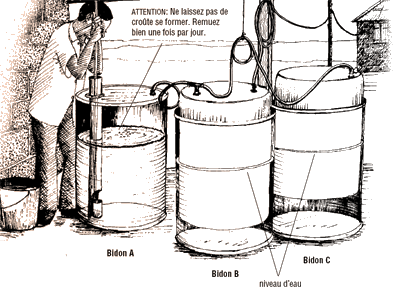 ATTENTION: Ne laissez pas de
croûte se former. Remuez
bien une fois par jour.
Bidon A
Bidon B
Bidon C
niveau d'eau